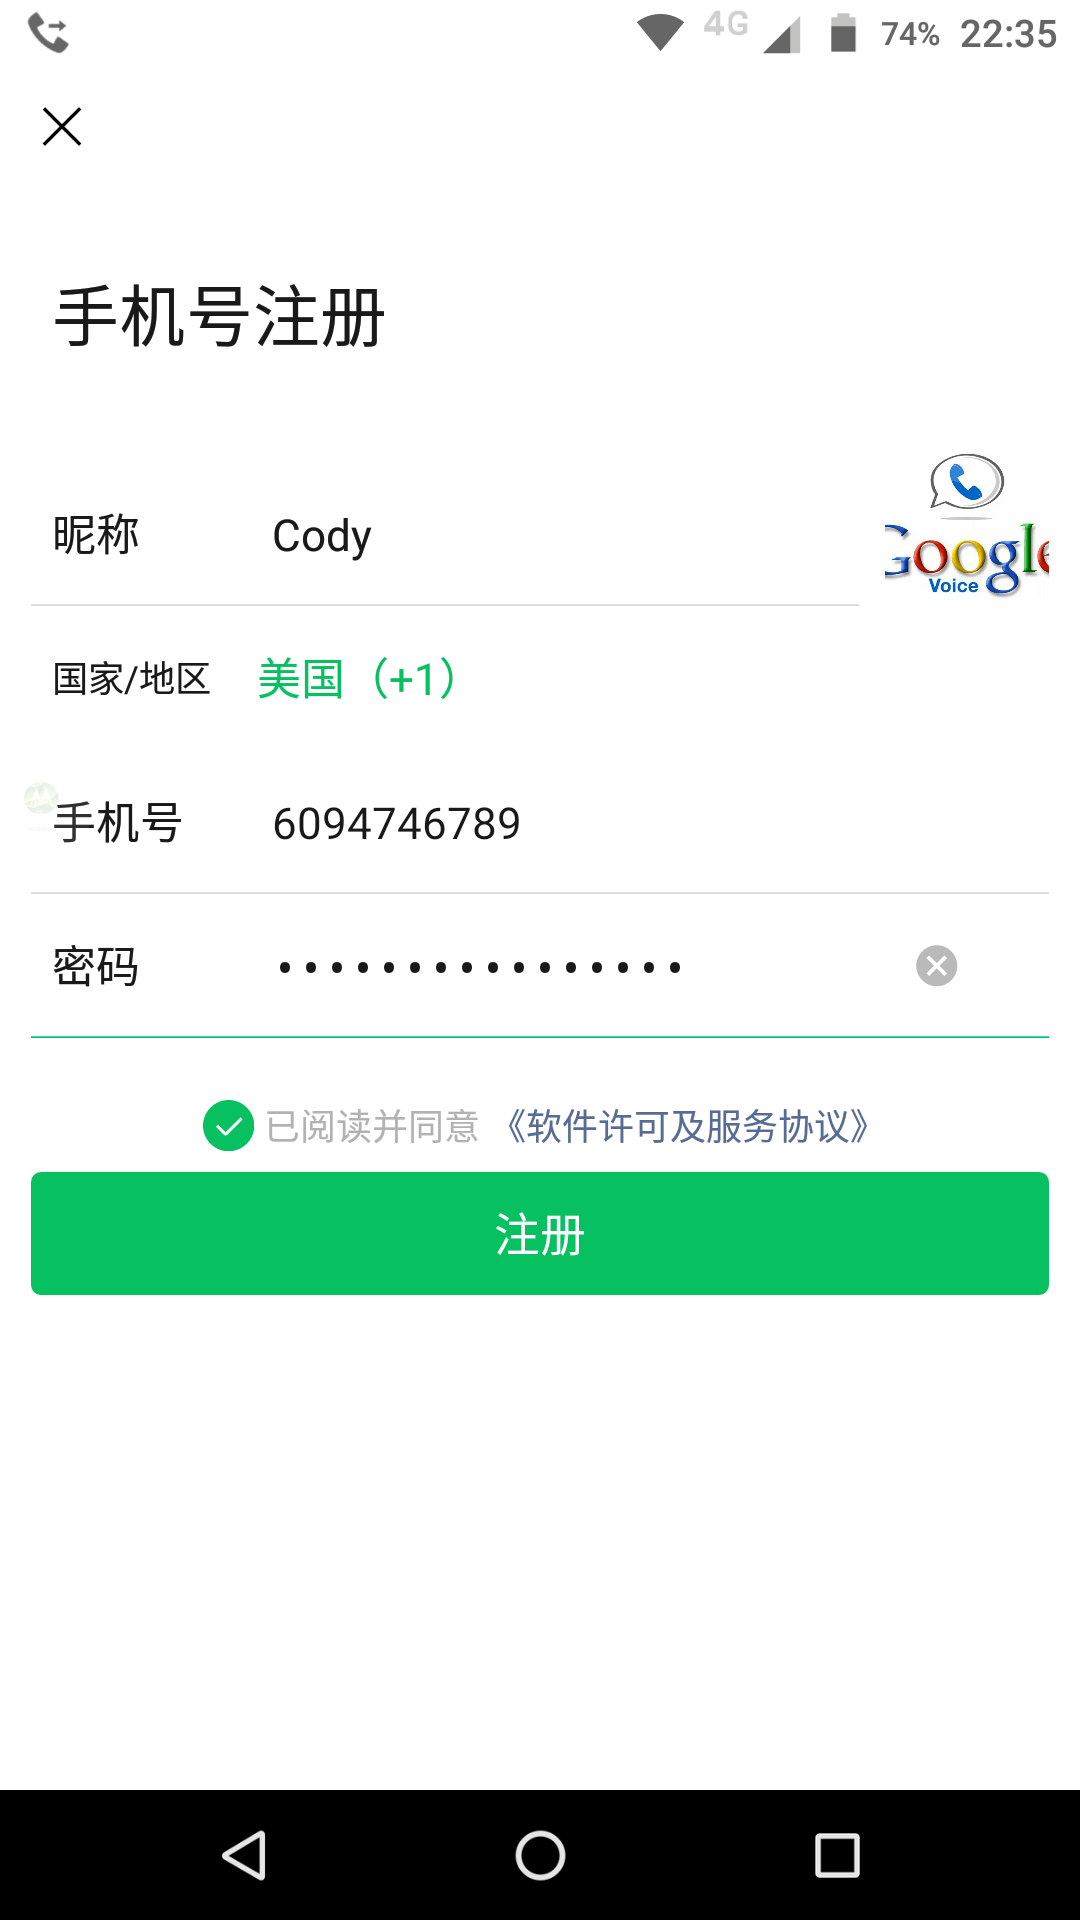 4G 74% 22:35
手机号注册
昵称 Cody
Google
Voice
国家/地区 美国（+1）
手机号 6094746789
密码 ••••••••••••••••
已阅读并同意 《软件许可及服务协议》
注册